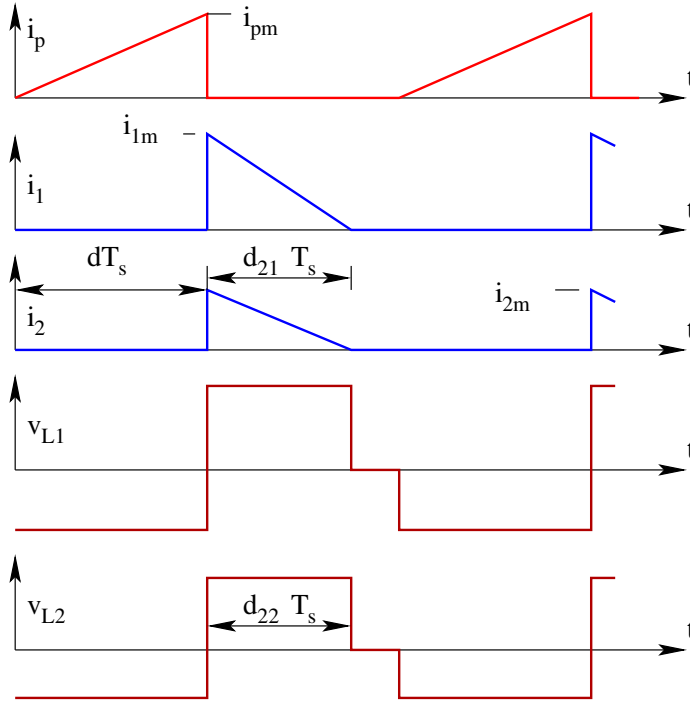 i_p
i_pm
t
i_1m
i_1
t
dT_s
d_21 T_s
i_2
i_2m
t
v_L1
t
v_L2
d_22 T_s
t